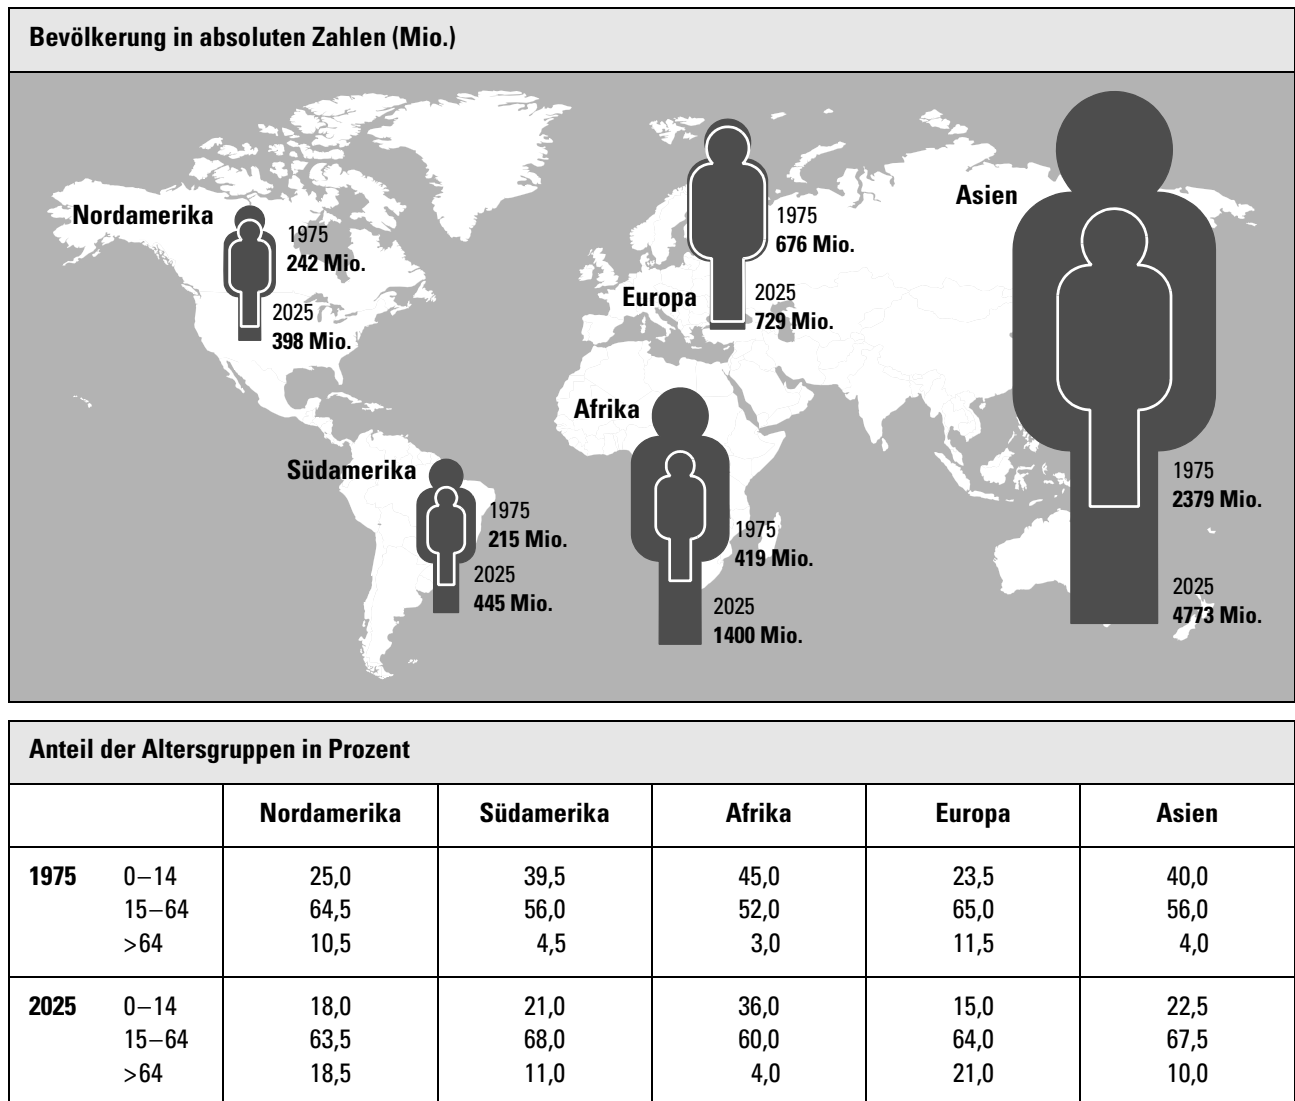 Bevölkerung in absoluten Zahlen (Mio.)
Nordamerika
1975
242 Mio.
2025
398 Mio.
Südamerika
1975
215 Mio.
2025
445 Mio.
Europa
1975
676 Mio.
2025
729 Mio.
Afrika
1975
419 Mio.
2025
1400 Mio.
Asien
1975
2379 Mio.
2025
4773 Mio.
Anteil der Altersgruppen in Prozent
Nordamerika Südamerika Afrika Europa Asien
1975 0–14 25,0 39,5 45,0 23,5 40,0
15–64 64,5 56,0 52,0 65,0 56,0
>64 10,5 4,5 3,0 11,5 4,0
2025 0–14 18,0 21,0 36,0 15,0 22,5
15–64 63,5 68,0 60,0 64,0 67,5
>64 18,5 11,0 4,0 21,0 10,0